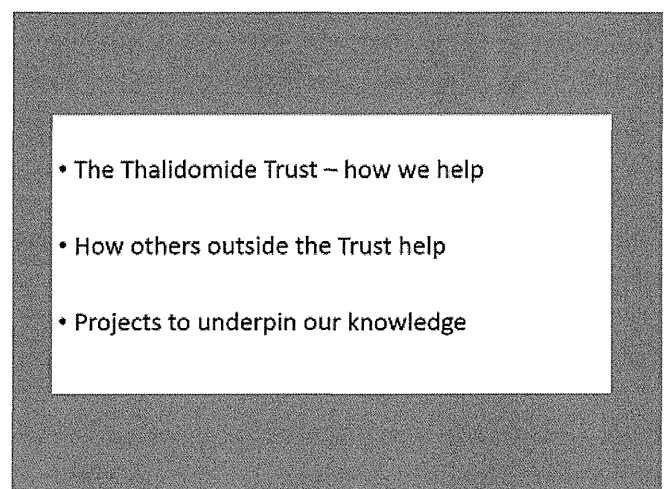 • The Thalidomide Trust – how we help
• How others outside the Trust help
• Projects to underpin our knowledge